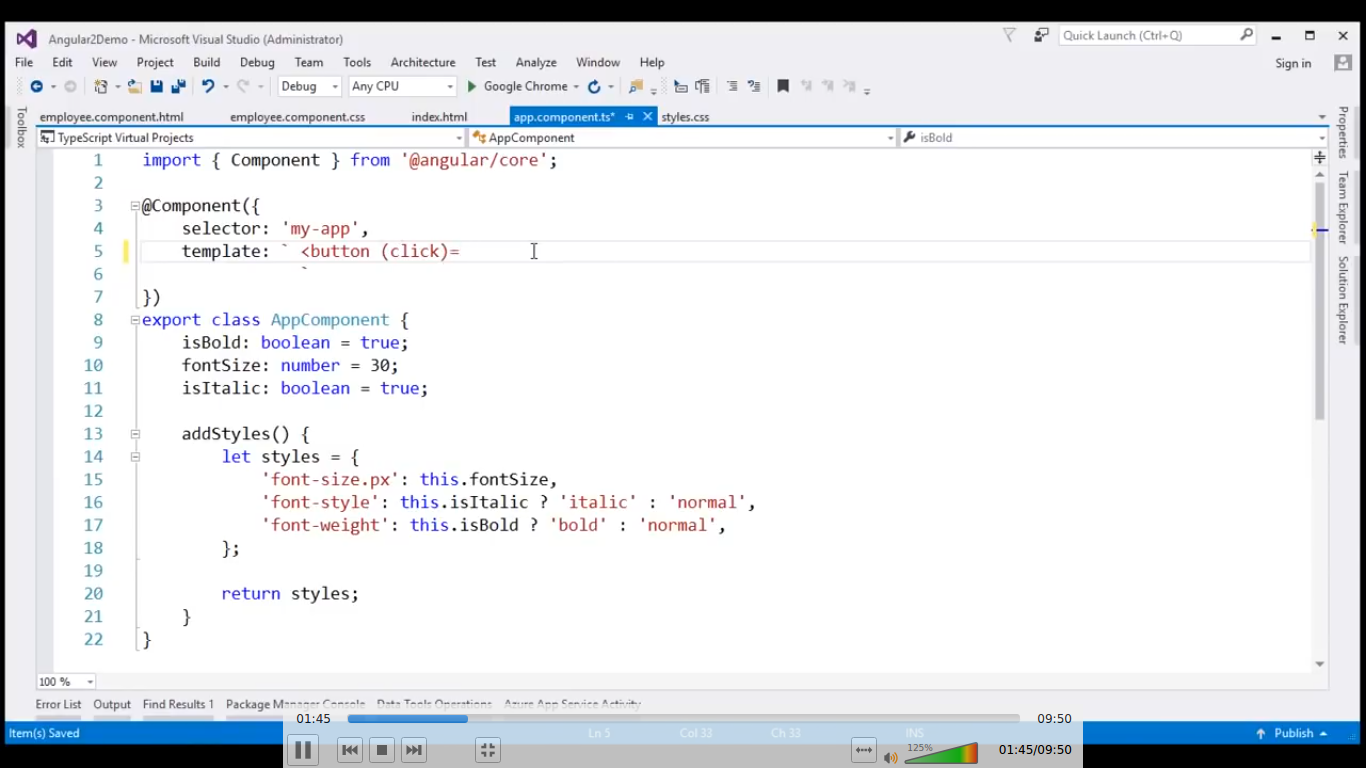 Angular2Demo - Microsoft Visual Studio (Administrator)
Quick Launch (Ctrl+Q)
File Edit View Project Build Debug Team Tools Architecture Test Analyze Window Help
Sign in
Debug Any CPU Google Chrome
employee.component.html employee.component.css index.html app.component.ts* styles.css
TypeScript Virtual Projects AppComponent isBold
Toolbox
Properties
Team Explorer
Solution Explorer
1 import { Component } from '@angular/core';
2
3 @Component({
4 selector: 'my-app',
5 template: ` <button (click)=
6 `
7 })
8 export class AppComponent {
9 isBold: boolean = true;
10 fontSize: number = 30;
11 isItalic: boolean = true;
12
13 addStyles() {
14 let styles = {
15 'font-size.px': this.fontSize,
16 'font-style': this.isItalic ? 'italic' : 'normal',
17 'font-weight': this.isBold ? 'bold' : 'normal',
18 };
19
20 return styles;
21 }
22 }
100 %
Error List Output Find Results 1 Package Manager Console Data Tools Operations Azure App Service Activity
01:45 09:50
Item(s) Saved Ln 5 Col 33 Ch 33 INS Publish
125% 01:45/09:50